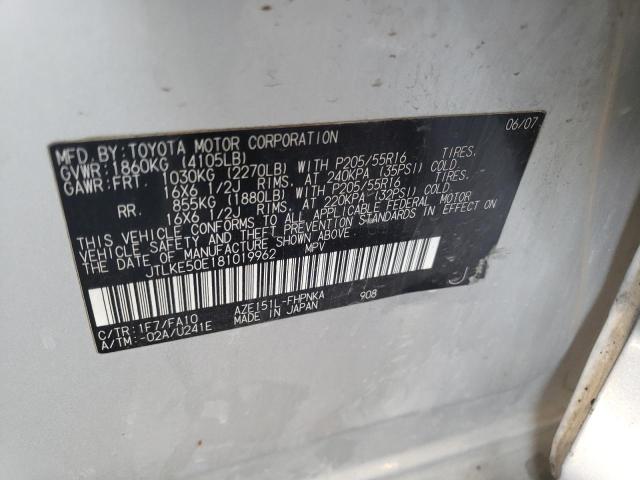 MFD.BY:TOYOTA MOTOR CORPORATION 06/07
GVWR:1860KG (4105LB)
GAWR:FRT. 1030KG (2270LB) WITH P205/55R16 TIRES.
16X6 1/2J RIMS. AT 240KPA (35PSI) COLD.
RR. 855KG (1880LB) WITH P205/55R16 TIRES.
16X6 1/2J RIMS. AT 220KPA (32PSI) COLD.
THIS VEHICLE CONFORMS TO ALL APPLICABLE FEDERAL MOTOR
VEHICLE SAFETY AND THEFT PREVENTION STANDARDS IN EFFECT
ON THE DATE OF MANUFACTURE SHOWN ABOVE.
JTLKE50E181019962 MPV
C/TR:1F7/FA10 AZE151L-FHPNKA 908
A/TM:-02A/U241E MADE IN JAPAN
J